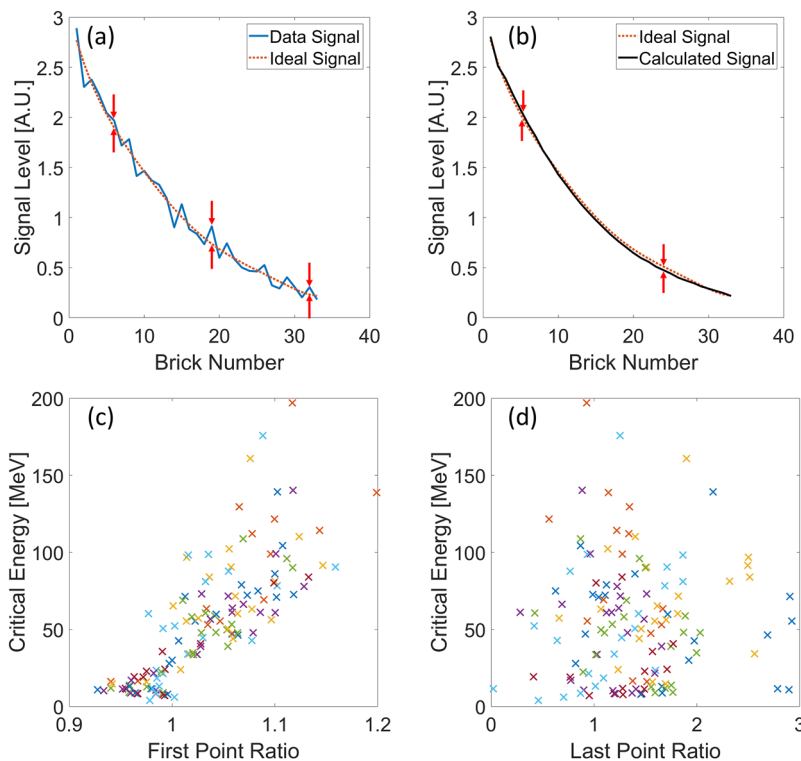 (a)
Data Signal
Ideal Signal
3
2.5
2
1.5
1
0.5
0
0
10
20
30
40
Signal Level [A.U.]
Brick Number
(b)
Ideal Signal
Calculated Signal
3
2.5
2
1.5
1
0.5
0
0
10
20
30
40
Signal Level [A.U.]
Brick Number
(c)
200
150
100
50
0
0.9
1
1.1
1.2
Critical Energy [MeV]
First Point Ratio
(d)
200
150
100
50
0
0
1
2
3
Critical Energy [MeV]
Last Point Ratio